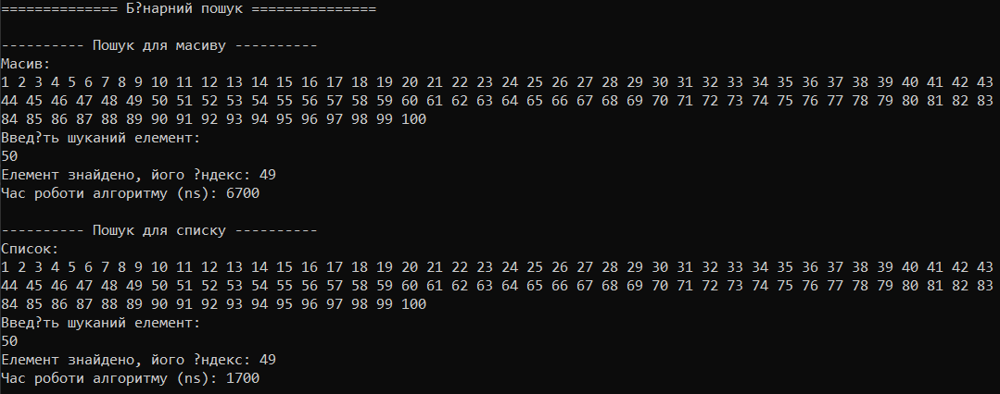 ============== Б?нарний пошук ===============
---------- Пошук для масиву ----------
Масив:
1 2 3 4 5 6 7 8 9 10 11 12 13 14 15 16 17 18 19 20 21 22 23 24 25 26 27 28 29 30 31 32 33 34 35 36 37 38 39 40 41 42 43
44 45 46 47 48 49 50 51 52 53 54 55 56 57 58 59 60 61 62 63 64 65 66 67 68 69 70 71 72 73 74 75 76 77 78 79 80 81 82 83
84 85 86 87 88 89 90 91 92 93 94 95 96 97 98 99 100
Введ?ть шуканий елемент:
50
Елемент знайдено, його ?ндекс: 49
Час роботи алгоритму (ns): 6700
---------- Пошук для списку ----------
Список:
1 2 3 4 5 6 7 8 9 10 11 12 13 14 15 16 17 18 19 20 21 22 23 24 25 26 27 28 29 30 31 32 33 34 35 36 37 38 39 40 41 42 43
44 45 46 47 48 49 50 51 52 53 54 55 56 57 58 59 60 61 62 63 64 65 66 67 68 69 70 71 72 73 74 75 76 77 78 79 80 81 82 83
84 85 86 87 88 89 90 91 92 93 94 95 96 97 98 99 100
Введ?ть шуканий елемент:
50
Елемент знайдено, його ?ндекс: 49
Час роботи алгоритму (ns): 1700